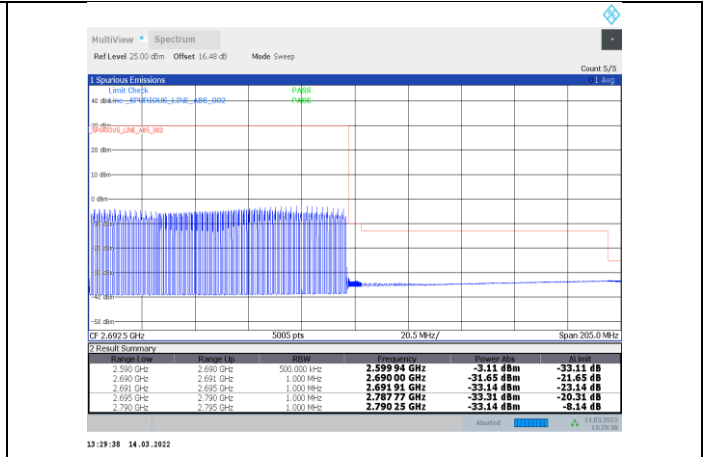 MultiView Spectrum
Ref Level 25.00 dBm Offset 16.48 dB Mode Sweep
Count 5/5
1 Spurious Emissions 1 Avg
Limit Check PASS
40 dBm Line _SPURIOUS_LINE_ABS_002 PASS
_SPURIOUS_LINE_ABS_002
20 dBm
10 dBm
0 dBm
-50 dBm
CF 2.6925 GHz 5005 pts 20.5 MHz/ Span 205.0 MHz
2 Result Summary
Range Low Range Up RBW Frequency Power Abs ΔLimit
2.590 GHz 2.690 GHz 500.000 kHz 2.599 94 GHz -3.11 dBm -33.11 dB
2.690 GHz 2.691 GHz 1.000 MHz 2.690 00 GHz -31.65 dBm -21.65 dB
2.691 GHz 2.695 GHz 1.000 MHz 2.691 91 GHz -33.14 dBm -23.14 dB
2.695 GHz 2.790 GHz 1.000 MHz 2.787 77 GHz -33.31 dBm -20.31 dB
2.790 GHz 2.795 GHz 1.000 MHz 2.790 25 GHz -33.14 dBm -8.14 dB
Aborted 14.03.2022
13:29:38
13:29:38 14.03.2022